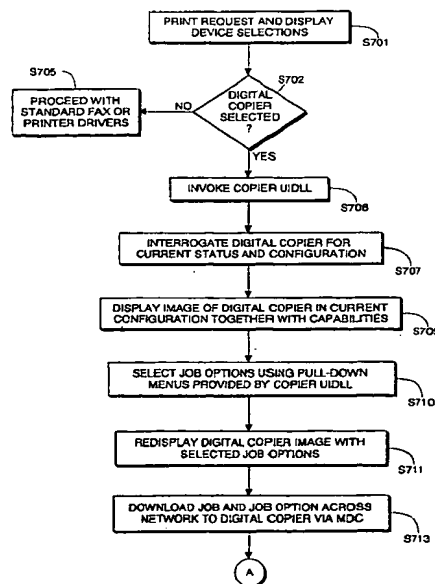 PRINT REQUEST AND DISPLAY
DEVICE SELECTIONS
S701
S705
S702
DIGITAL
COPIER
SELECTED
?
NO
PROCEED WITH
STANDARD FAX OR
PRINTER DRIVERS
YES
INVOKE COPIER UIDLL
S706
INTERROGATE DIGITAL COPIER FOR
CURRENT STATUS AND CONFIGURATION
S707
DISPLAY IMAGE OF DIGITAL COPIER IN CURRENT
CONFIGURATION TOGETHER WITH CAPABILITIES
S709
SELECT JOB OPTIONS USING PULL-DOWN
MENUS PROVIDED BY COPIER UIDLL
S710
REDISPLAY DIGITAL COPIER IMAGE WITH
SELECTED JOB OPTIONS
S711
DOWNLOAD JOB AND JOB OPTION ACROSS
NETWORK TO DIGITAL COPIER VIA MDC
S713
A